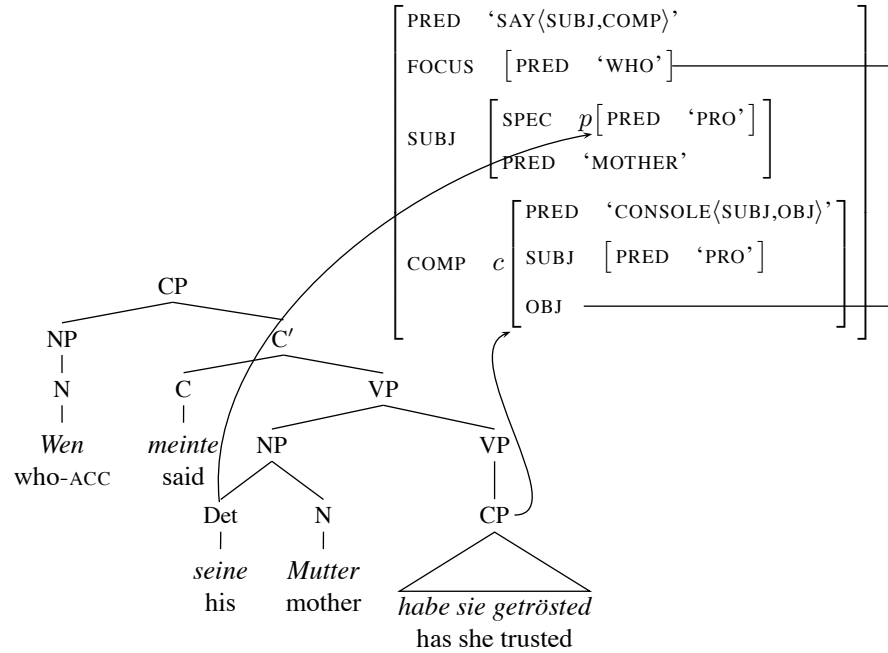 PRED ‘SAY⟨SUBJ,COMP⟩’
FOCUS [PRED ‘WHO’]
SPEC p[PRED ‘PRO’]
SUBJ
PRED ‘MOTHER’
PRED ‘CONSOLE⟨SUBJ,OBJ⟩’
COMP c SUBJ [PRED ‘PRO’]
OBJ
CP
NP C′
N C VP
Wen meinte NP VP
who-ACC said
Det N CP
seine Mutter habe sie getrösted
his mother has she trusted